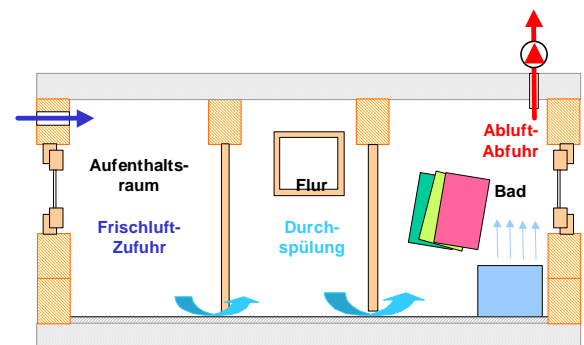 Aufenthalts-
raum
Frischluft-
Zufuhr
Flur
Durch-
spülung
Abluft-
Abfuhr
Bad